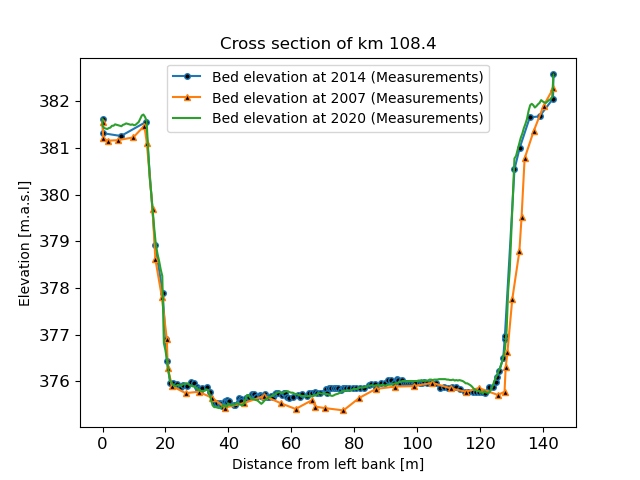 Cross section of km 108.4
Bed elevation at 2014 (Measurements)
Bed elevation at 2007 (Measurements)
Bed elevation at 2020 (Measurements)
Elevation [m.a.s.l]
382
381
380
379
378
377
376
0 20 40 60 80 100 120 140
Distance from left bank [m]